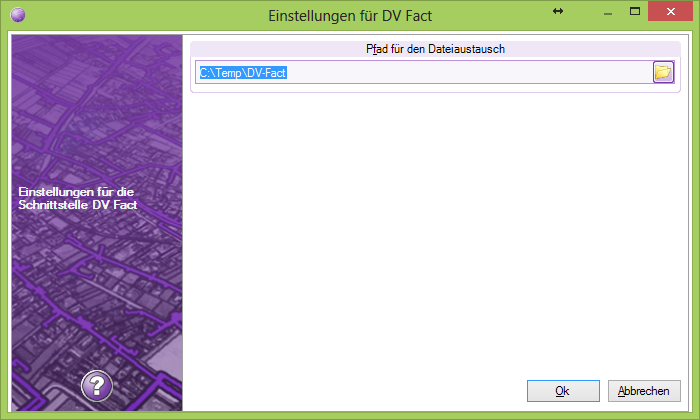 Einstellungen für DV Fact
Pfad für den Dateiaustausch
C:\Temp\DV-Fact
Einstellungen für die
Schnittstelle DV Fact
?
Ok
Abbrechen